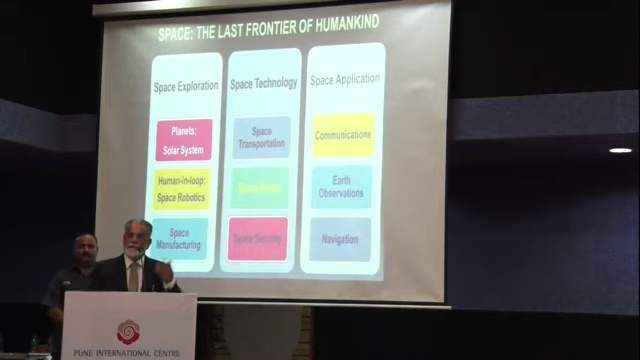 SPACE: THE LAST FRONTIER OF HUMANKIND
Space Exploration
Planets;
Solar System
Human-in-loop;
Space Robotics
Space
Manufacturing
Space Technology
Space
Transportation
Space
Space Security
Space Application
Communications
Earth
Observations
Navigation
PUNE INTERNATIONAL CENTRE